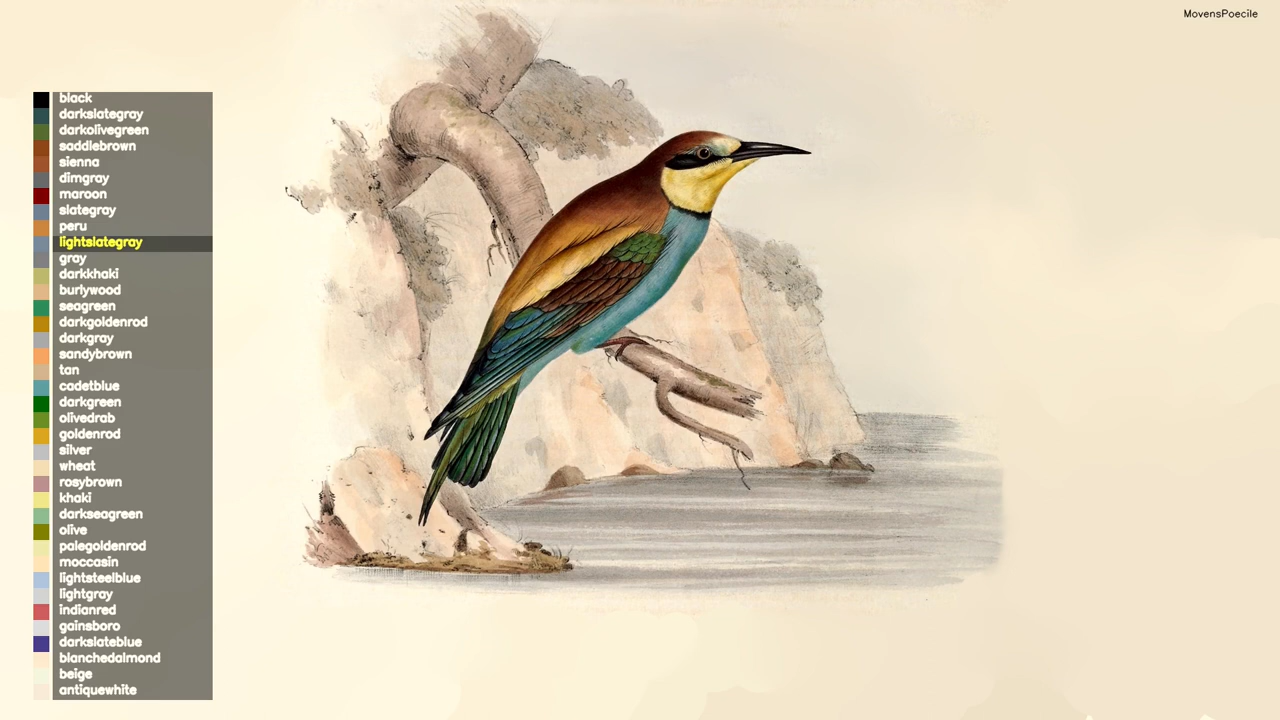 MovensPoecile
black
darkslategray
darkolivegreen
saddlebrown
sienna
dimgray
maroon
slategray
peru
lightslategray
gray
darkkhaki
burlywood
seagreen
darkgoldenrod
darkgray
sandybrown
tan
cadetblue
darkgreen
olivedrab
goldenrod
silver
wheat
rosybrown
khaki
darkseagreen
olive
palegoldenrod
moccasin
lightsteelblue
lightgray
indianred
gainsboro
darkslateblue
blanchedalmond
beige
antiquewhite